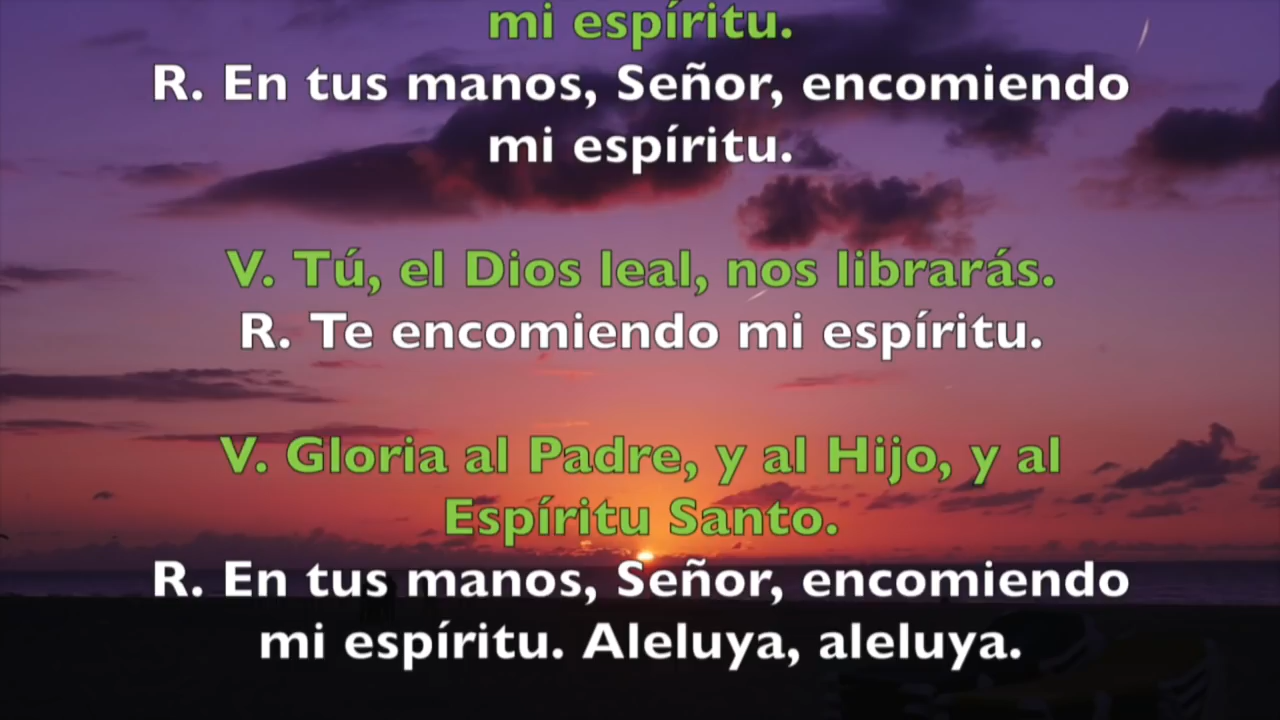 mi espíritu.
R. En tus manos, Señor, encomiendo
mi espíritu.
V. Tú, el Dios leal, nos librarás.
R. Te encomiendo mi espíritu.
V. Gloria al Padre, y al Hijo, y al
Espíritu Santo.
R. En tus manos, Señor, encomiendo
mi espíritu. Aleluya, aleluya.